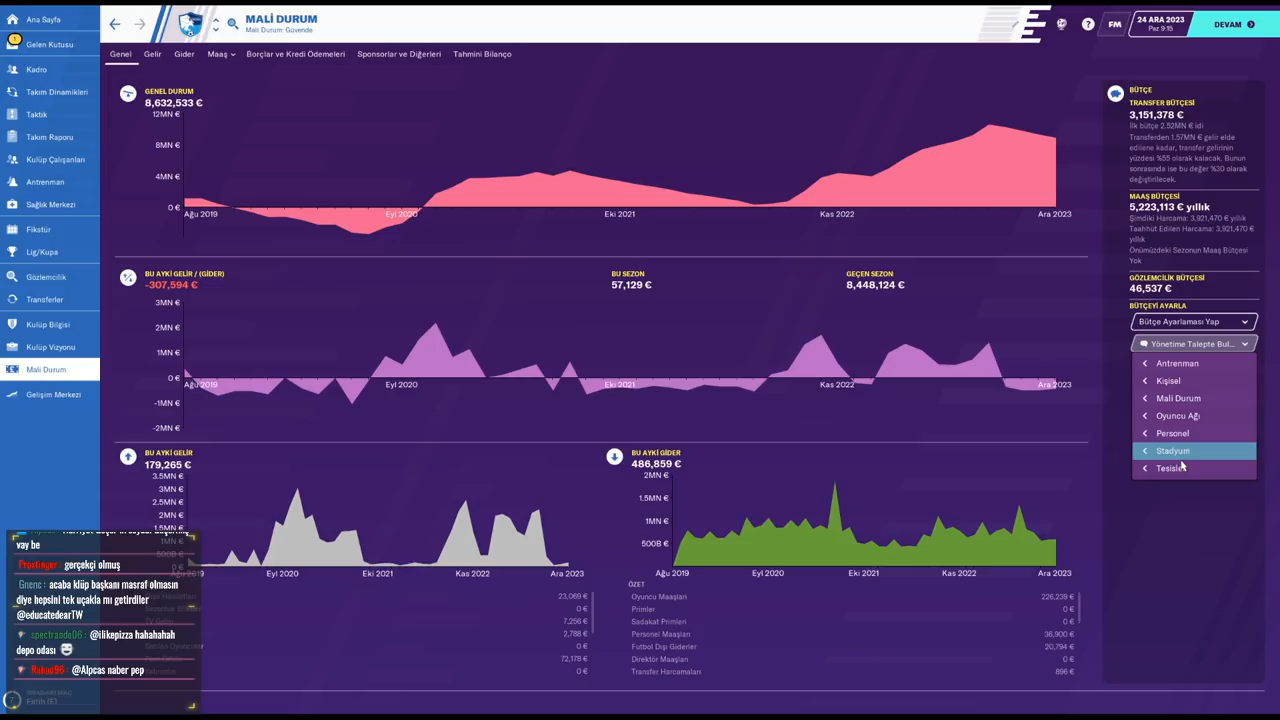 Ana Sayfa
1
Gelen Kutusu
Kadro
Takım Dinamikleri
Taktik
Takım Raporu
Kulüp Çalışanları
Antrenman
Sağlık Merkezi
Fikstür
Lig/Kupa
Gözlemcilik
Transferler
Kulüp Bilgisi
Kulüp Vizyonu
Mali Durum
Gelişim Merkezi
MALİ DURUM
Mali Durum: Güvende
FM
24 ARA 2023
Paz 9:15
DEVAM
Genel Gelir Gider Maaş Borçlar ve Kredi Ödemeleri Sponsorlar ve Diğerleri Tahmini Bilanço
GENEL DURUM
8,632,533 €
12MN €
8MN €
4MN €
0 €
Ağu 2019 Eyl 2020 Eki 2021 Kas 2022 Ara 2023
BU AYKİ GELİR / (GİDER)
-307,594 €
BU SEZON
57,129 €
GEÇEN SEZON
8,448,124 €
3MN €
2MN €
1MN €
0 €
-1MN €
-2MN €
Ağu 2019 Eyl 2020 Eki 2021 Kas 2022 Ara 2023
BU AYKİ GELİR
179,265 €
3.5MN €
3MN €
2.5MN €
2MN €
1.5MN €
1MN €
500B €
Eyl 2020 Eki 2021 Kas 2022 Ara 2023
23,069 €
0 €
7,256 €
2,788 €
0 €
72,178 €
0 €
BU AYKİ GİDER
486,859 €
2MN €
1.5MN €
1MN €
500B €
Ağu 2019 Eyl 2020 Eki 2021 Kas 2022 Ara 2023
ÖZET
Oyuncu Maaşları 226,239 €
Primler 0 €
Sadakat Primleri 0 €
Personel Maaşları 36,900 €
Futbol Dışı Giderler 20,794 €
Direktör Maaşları 0 €
Transfer Harcamaları 896 €
BÜTÇE
TRANSFER BÜTÇESİ
3,151,378 €
İlk bütçe 2.52MN € idi
Transferden 1.57MN € gelir elde
edilene kadar, transfer gelirinin
yüzdesi %55 olarak kalacak. Bunun
sonrasında ise bu değer %30 olarak
değiştirilecek.
MAAŞ BÜTÇESİ
5,223,113 € yıllık
Şimdiki Harcama: 3,921,470 € yıllık
Taahhüt Edilen Harcama: 3,921,470 €
yıllık
Önümüzdeki Sezonun Maaş Bütçesi
Yok
GÖZLEMCİLİK BÜTÇESİ
46,537 €
BÜTÇEYİ AYARLA
Bütçe Ayarlaması Yap
Yönetime Talepte Bul...
Antrenman
Kişisel
Mali Durum
Oyuncu Ağı
Personel
Stadyum
Tesisle
vay be
gerçekçi olmuş
Gnenc : acaba klüp başkanı masraf olmasın
diye hepsini tek uçakla mı getirdiler
@educatedearTW
spectraado06 : @ilikepizza hahahahah
depo odası
@Alpcas naber pop